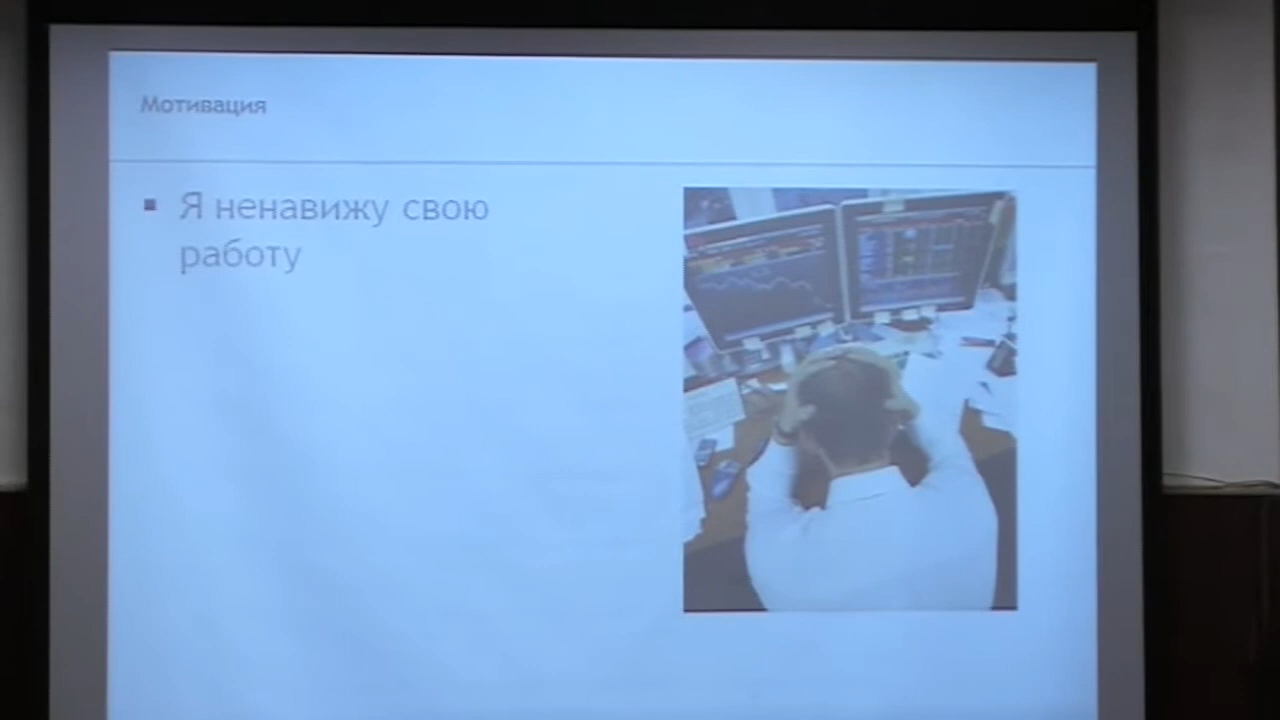 Мотивация
Я ненавижу свою
работу